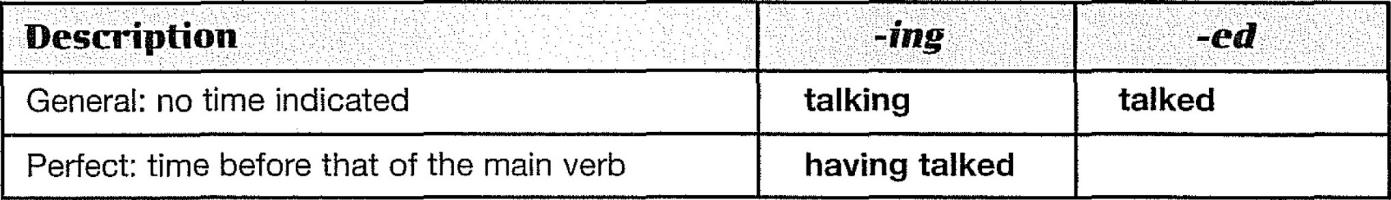 Description -ing -ed
General: no time indicated talking talked
Perfect: time before that of the main verb having talked